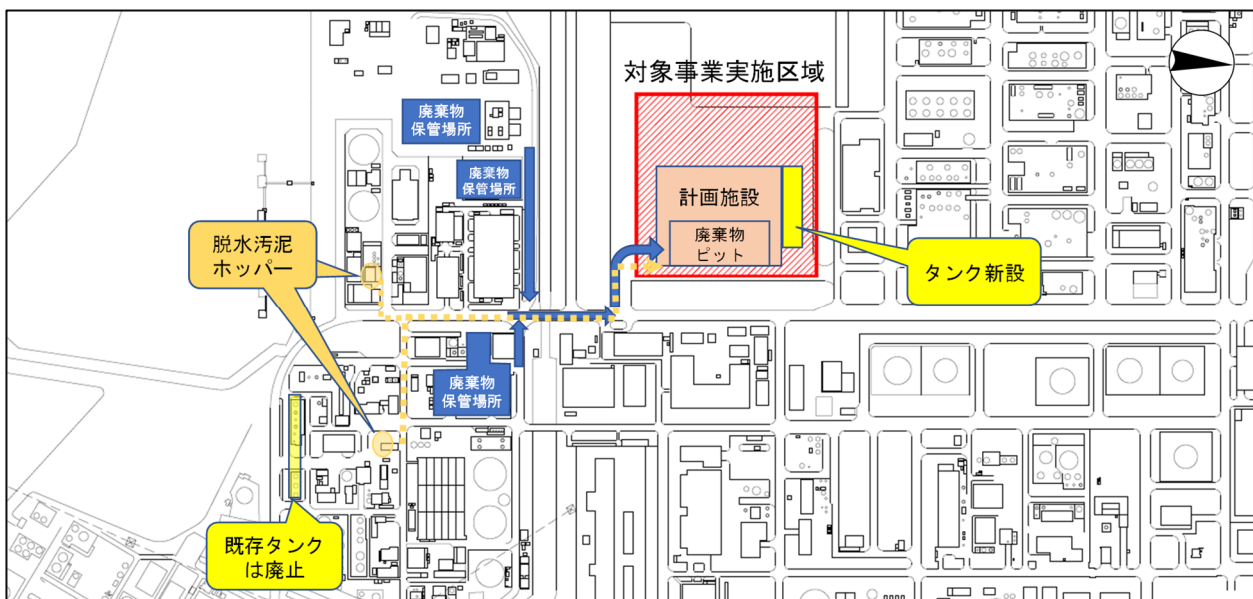 対象事業実施区域
廃棄物
保管場所
廃棄物
保管場所
計画施設
脱水汚泥
ホッパー
廃棄物
ピット
タンク新設
廃棄物
保管場所
既存タンク
は廃止